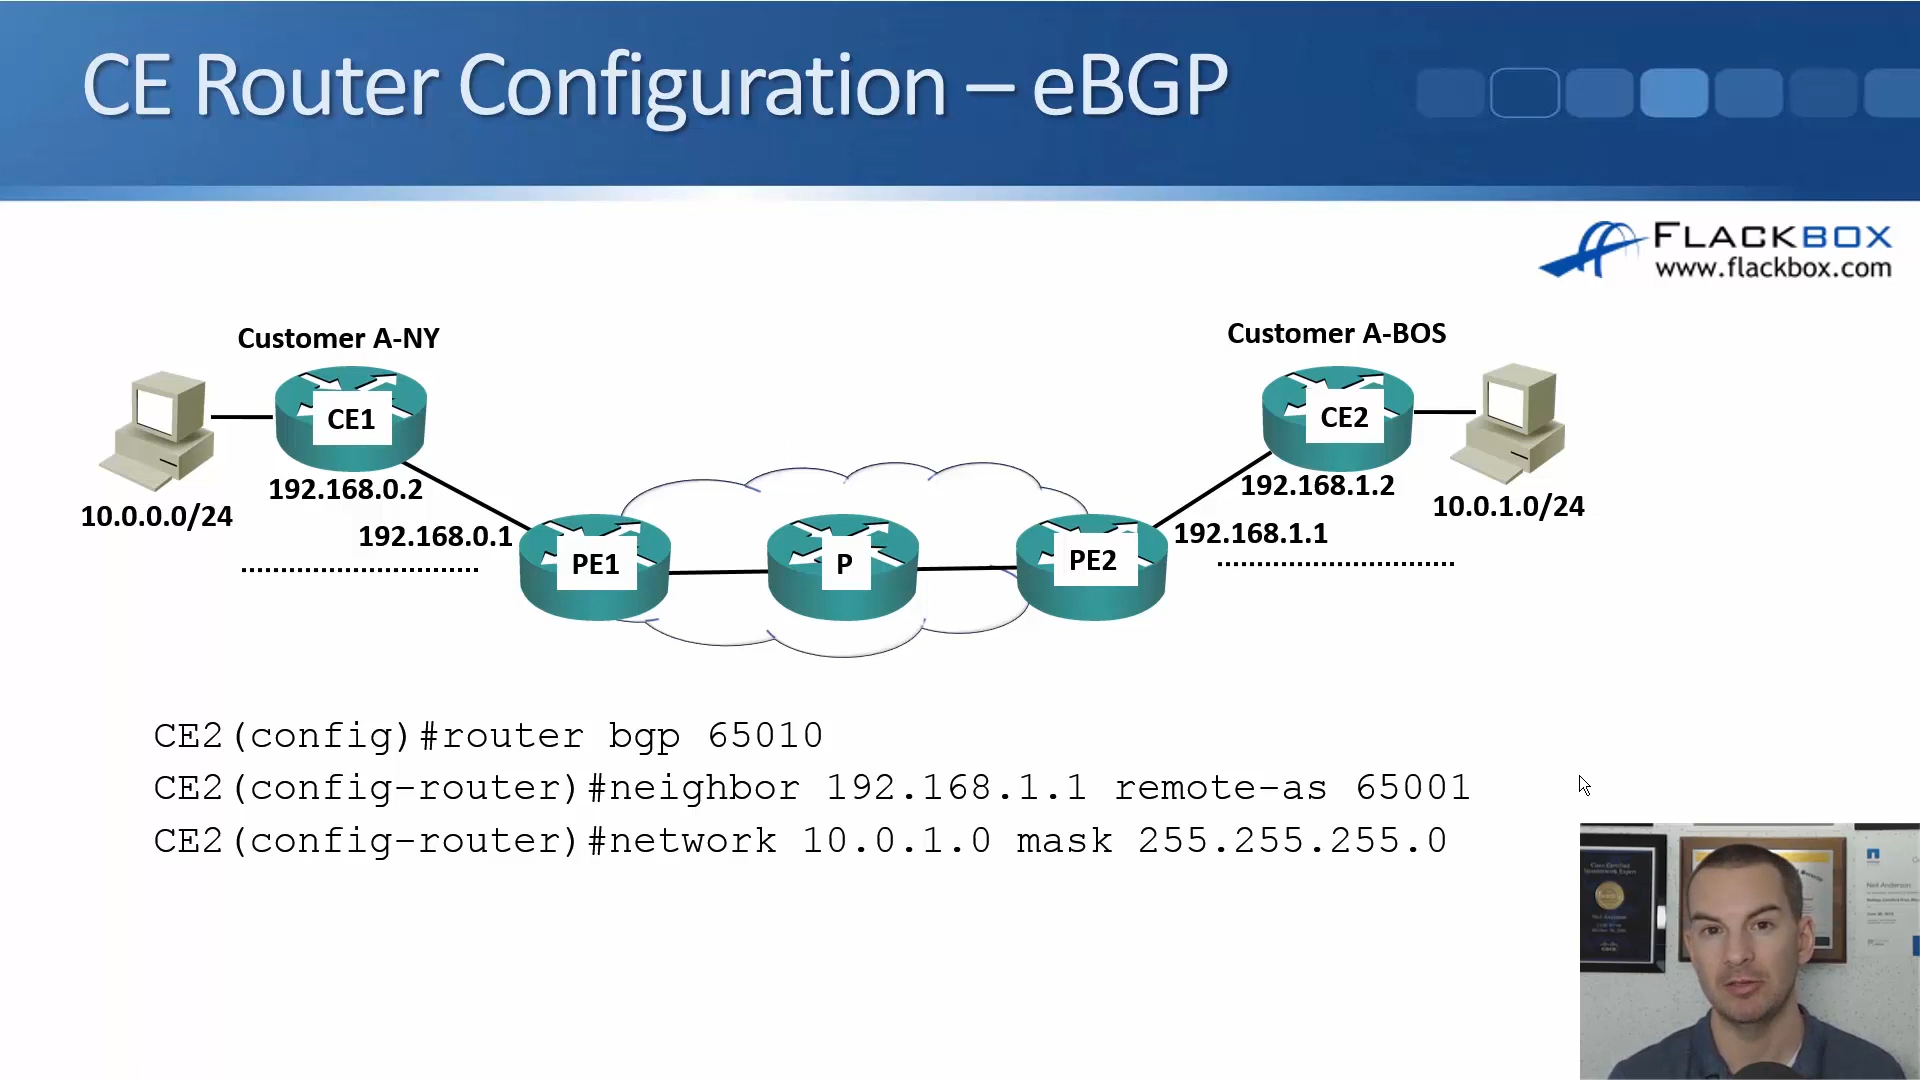 CE Router Configuration – eBGP
FLACKBOX
www.flackbox.com
Customer A-NY
Customer A-BOS
CE1
CE2
192.168.0.2
192.168.1.2
10.0.0.0/24
10.0.1.0/24
192.168.0.1
192.168.1.1
PE1
P
PE2
CE2(config)#router bgp 65010
CE2(config-router)#neighbor 192.168.1.1 remote-as 65001
CE2(config-router)#network 10.0.1.0 mask 255.255.255.0
Neil Anderson